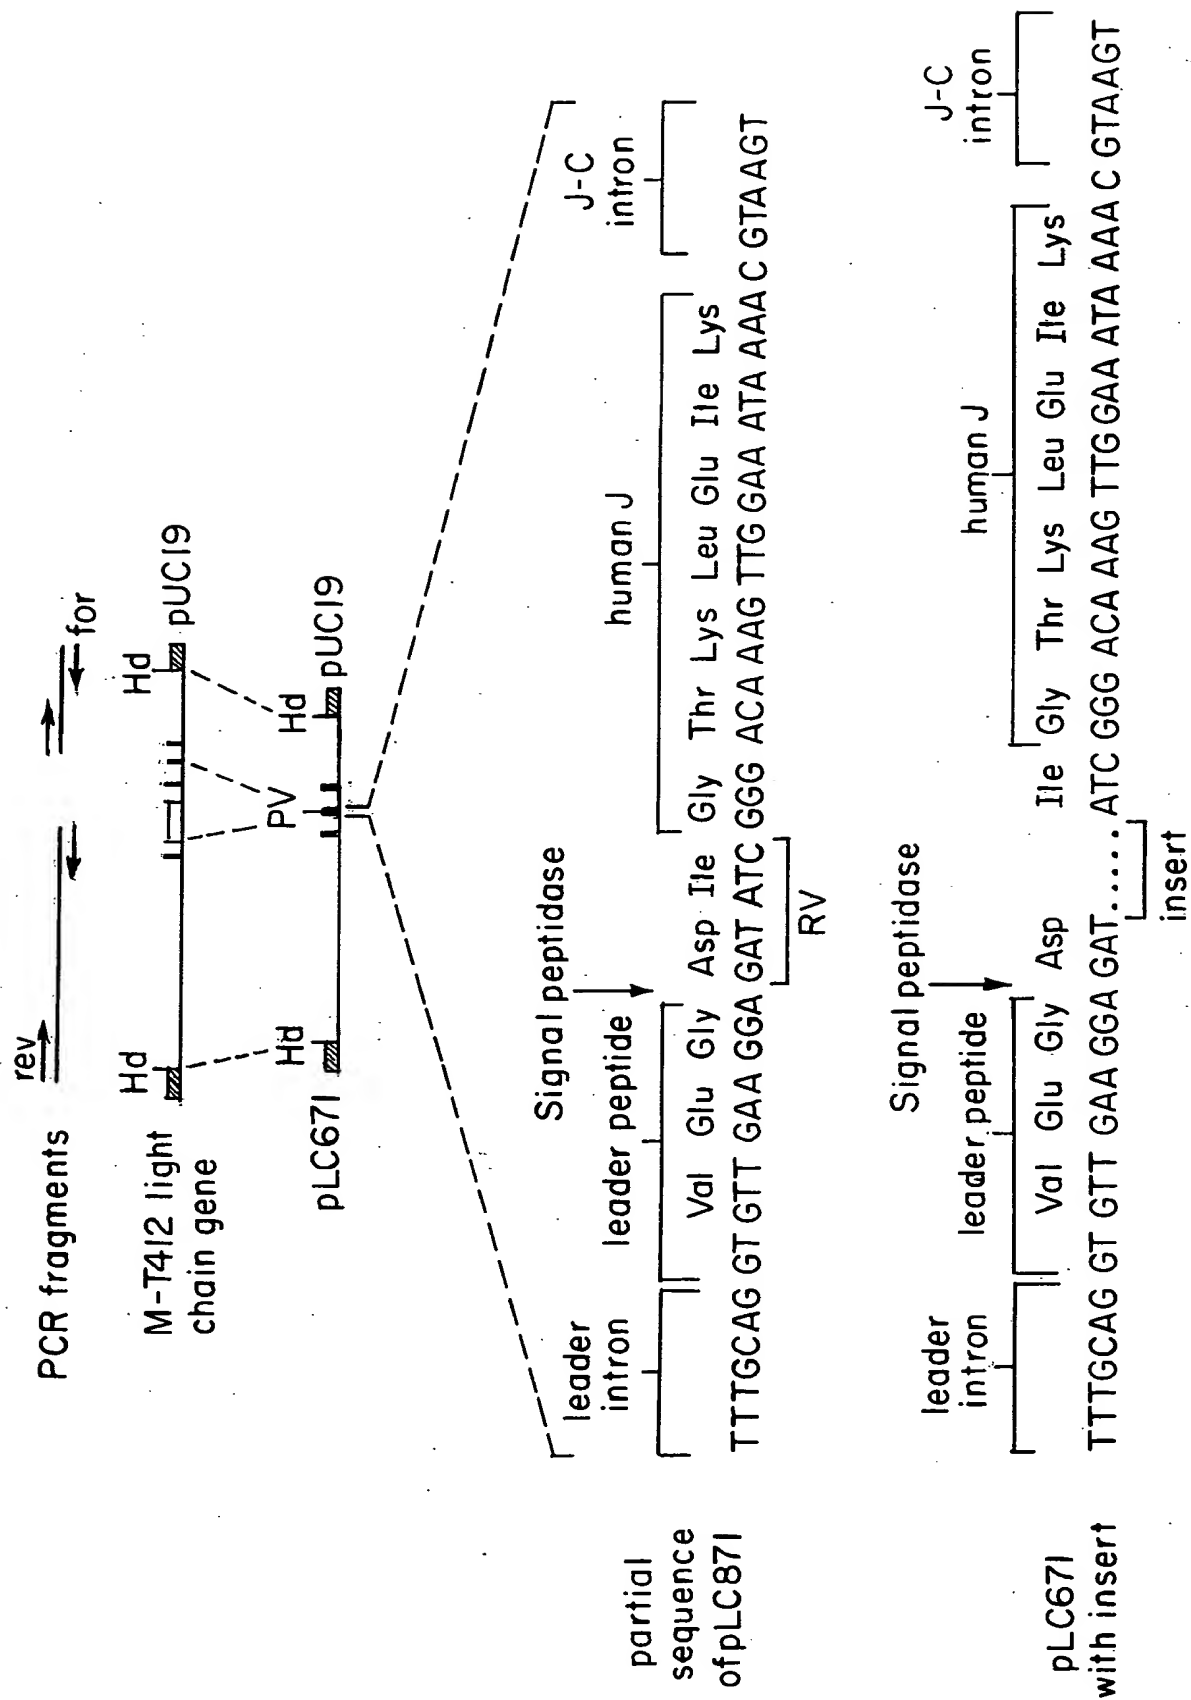 rev
PCR fragments
for
Hd
Hd
pUC19
M-T412 light
chain gene
PV
Hd
Hd
pUC19
pLC671
Signal peptidase
leader
intron
leader peptide
human J
J-C
intron
Val Glu Gly Asp Ile Gly Thr Lys Leu Glu Ile Lys
TTTGCAG GT GTT GAA GGA GAT ATC GGG ACA AAG TTG GAA ATA AAA C GTAAGT
RV
partial
sequence
ofpLC871
Signal peptidase
leader
intron
leader peptide
human J
J-C
intron
Val Glu Gly Asp Ile Gly Thr Lys Leu Glu Ile Lys
TTTGCAG GT GTT GAA GGA GAT......ATC GGG ACA AAG TTG GAA ATA AAA C GTAAGT
insert
pLC671
with insert